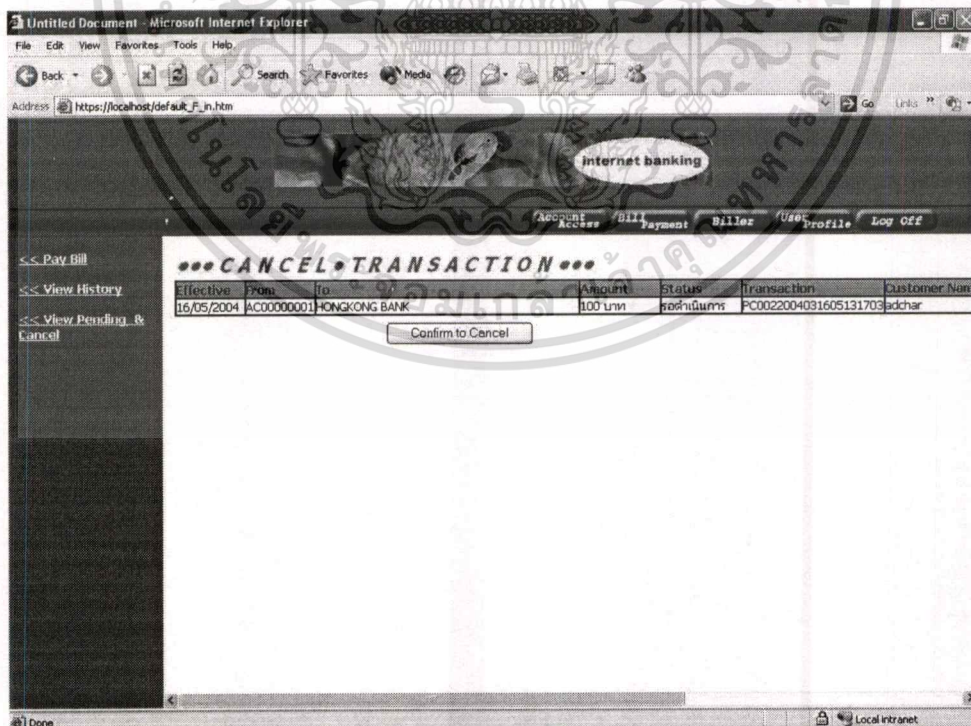 Untitled Document - Microsoft Internet Explorer
File Edit View Favorites Tools Help
Back Search Favorites Media
Address https://localhost/default_F_in.htm Go Links »
internet banking
Account Access Bill Payment Biller User Profile Log Off
<< Pay Bill
<< View History
<< View Pending & Cancel
●●● CANCEL●TRANSACTION ●●●
Effective From To Amount Status Transaction Customer Nam
16/05/2004 AC00000001 HONGKONG BANK 100 บาท รอดำเนินการ PC0022004031605131703 adchar
Confirm to Cancel
Done Local intranet